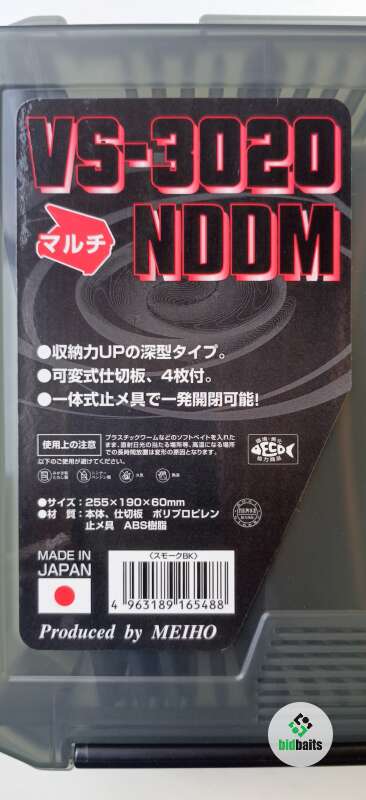 VS-3020
マルチ
NDDM
●収納力UPの深型タイプ。
●可変式仕切板、4枚付。
●一体式止メ具で一発開閉可能!
使用上の注意
プラスチックワームなどのソフトベイトを入れた
まま、直射日光の当たる場所等、高温になる場所
での長時間放置は変形の原因となります。
以下のご使用が避けてください。
●サイズ：255×190×60mm
●材　質：本体、仕切板　ポリプロピレン
止メ具　ABS樹脂
MADE IN
JAPAN
〈スモークBK〉
4 963189 165488
Produced by MEIHO
bidbaits